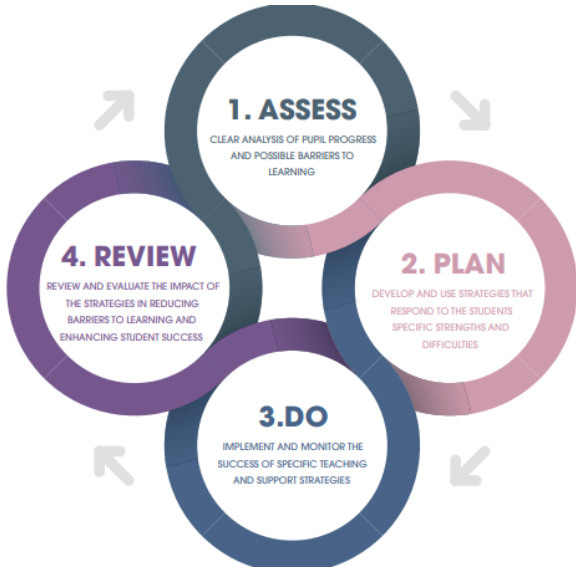 1. ASSESS
CLEAR ANALYSIS OF PUPIL PROGRESS
AND POSSIBLE BARRIERS TO
LEARNING
2. PLAN
DEVELOP AND USE STRATEGIES THAT
RESPOND TO THE STUDENTS
SPECIFIC STRENGTHS AND
DIFFICULTIES
3.DO
IMPLEMENT AND MONITOR THE
SUCCESS OF SPECIFIC TEACHING
AND SUPPORT STRATEGIES
4. REVIEW
REVIEW AND EVALUATE THE IMPACT OF
THE STRATEGIES IN REDUCING
BARRIERS TO LEARNING AND
ENHANCING STUDENT SUCCESS